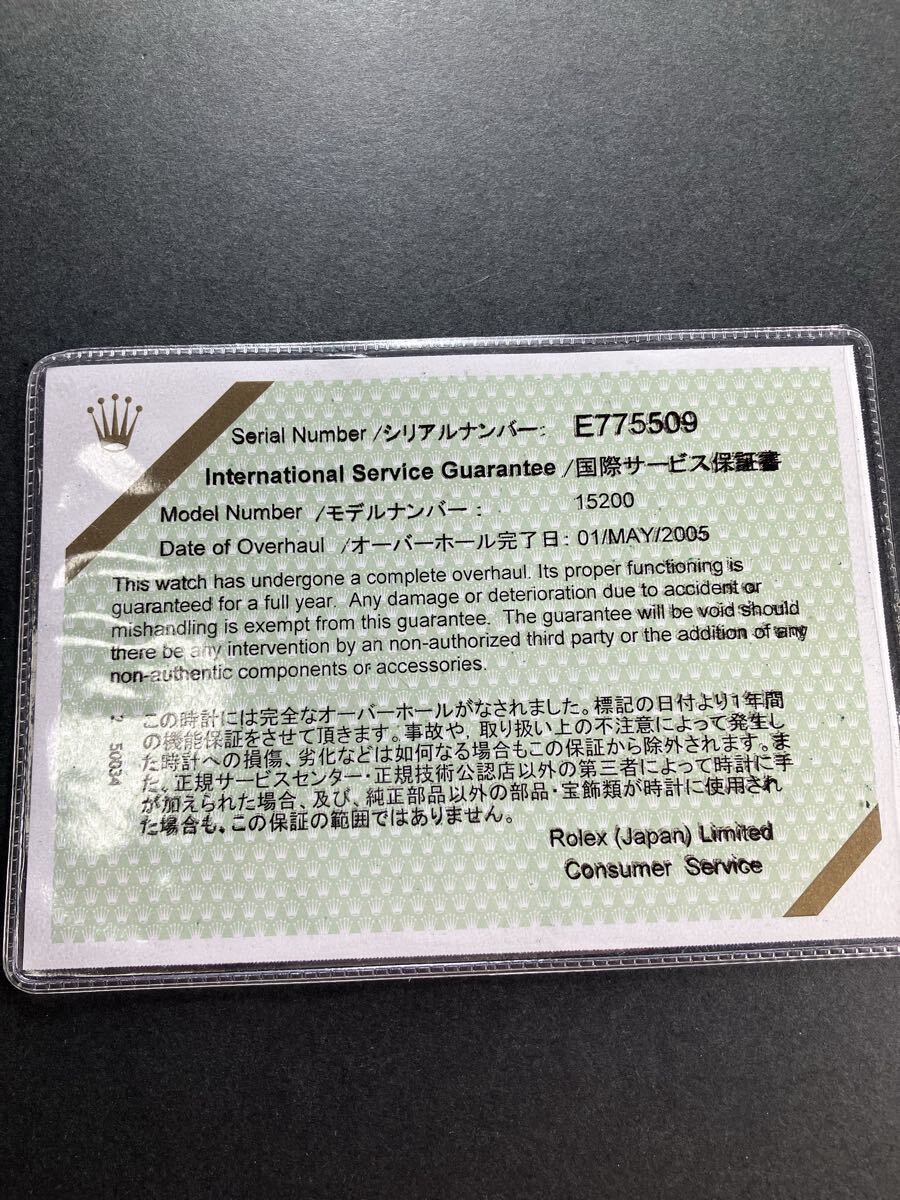 Serial Number /シリアルナンバー: E775509
International Service Guarantee /国際サービス保証書
Model Number /モデルナンバー: 15200
Date of Overhaul /オーバーホール完了日: 01/MAY/2005
This watch has undergone a complete overhaul. Its proper functioning is
guaranteed for a full year. Any damage or deterioration due to accident or
mishandling is exempt from this guarantee. The guarantee will be void should
there be any intervention by an non-authorized third party or the addition of any
non-authentic components or accessories.
この時計には完全なオーバーホールがなされました。標記の日付より1年間
の機能保証をさせて頂きます。事故や、取り扱い上の不注意によって発生し
た時計への損傷、劣化などは如何なる場合もこの保証から除外されます。ま
た、正規サービスセンター・正規技術公認店以外の第三者によって時計に手
が加えられた場合、及び、純正部品以外の部品・宝飾類が時計に使用され
た場合も、この保証の範囲ではありません。
Rolex (Japan) Limited
Consumer Service